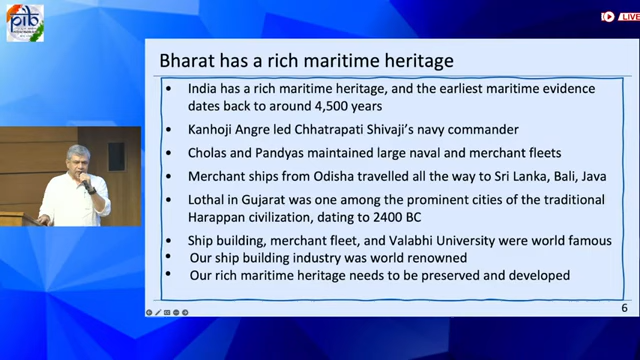 pib
LIVE
Bharat has a rich maritime heritage
• India has a rich maritime heritage, and the earliest maritime evidence
dates back to around 4,500 years
• Kanhoji Angre led Chhatrapati Shivaji's navy commander
• Cholas and Pandyas maintained large naval and merchant fleets
• Merchant ships from Odisha travelled all the way to Sri Lanka, Bali, Java
• Lothal in Gujarat was one among the prominent cities of the traditional
Harappan civilization, dating to 2400 BC
• Ship building, merchant fleet, and Valabhi University were world famous
• Our ship building industry was world renowned
• Our rich maritime heritage needs to be preserved and developed
6